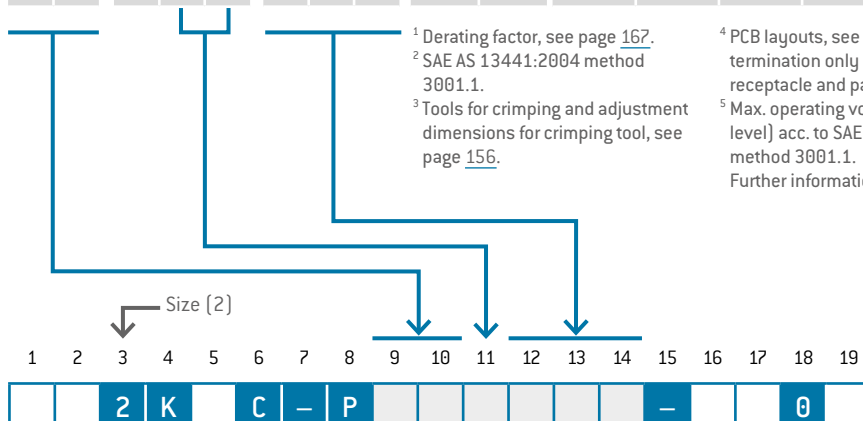 ¹ Derating factor, see page 167.
² SAE AS 13441:2004 method
3001.1.
³ Tools for crimping and adjustment
dimensions for crimping tool, see
page 156.
⁴ PCB layouts, see
termination only
receptacle and
⁵ Max. operating
level) acc. to SAE
method 3001.1.
Further
Size (2)
1 2 3 4 5 6 7 8 9 10 11 12 13 14 15 16 17 18 19
2 K C – P – 0